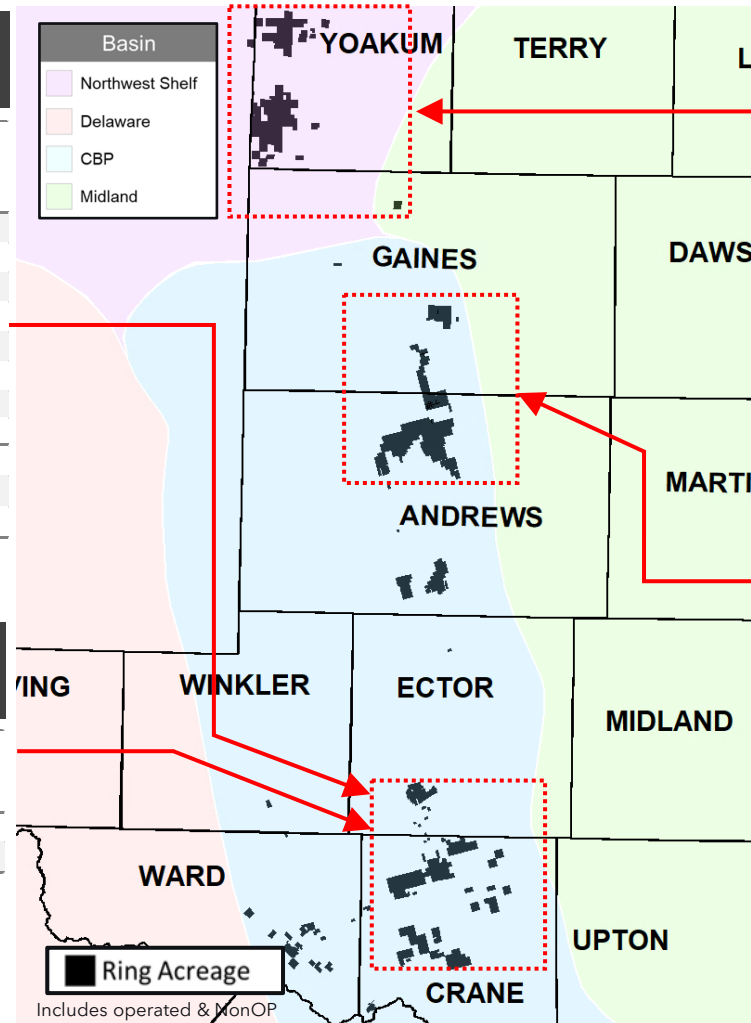 Basin
Northwest Shelf
Delaware
CBP
Midland
YOAKUM
TERRY
L
GAINES
DAWS
MARTI
ANDREWS
VING
WINKLER
ECTOR
MIDLAND
WARD
UPTON
CRANE
Ring Acreage
Includes operated & NonOP